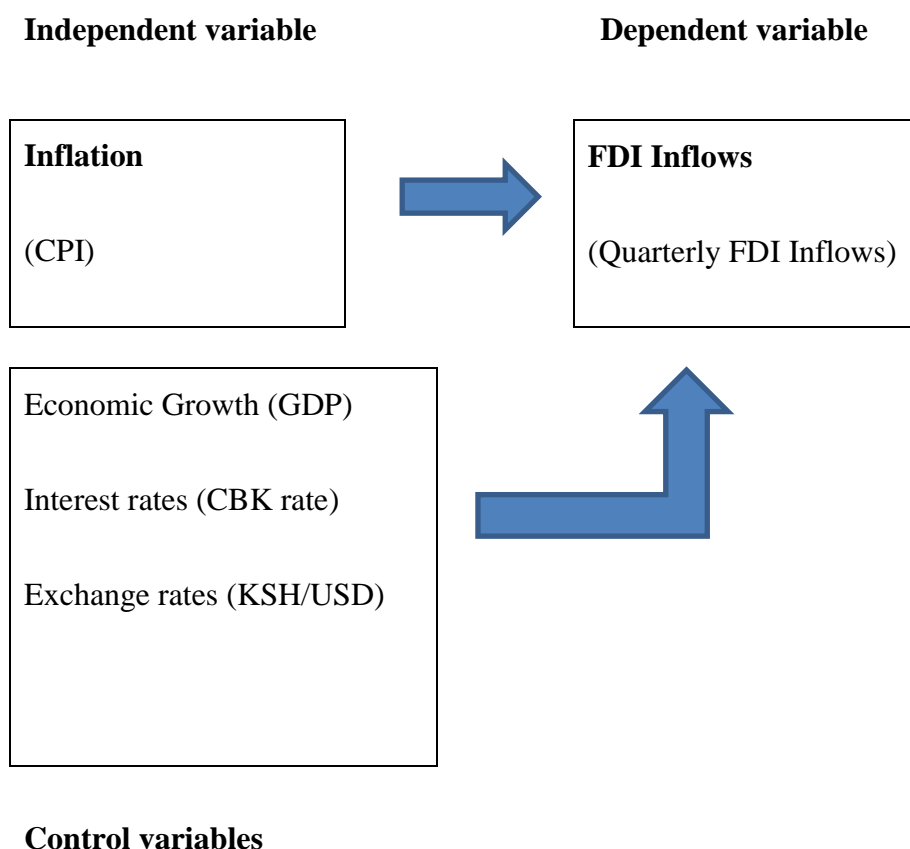 Independent variable
Dependent variable
Inflation
(CPI)
FDI Inflows
(Quarterly FDI Inflows)
Economic Growth (GDP)
Interest rates (CBK rate)
Exchange rates (KSH/USD)
Control variables